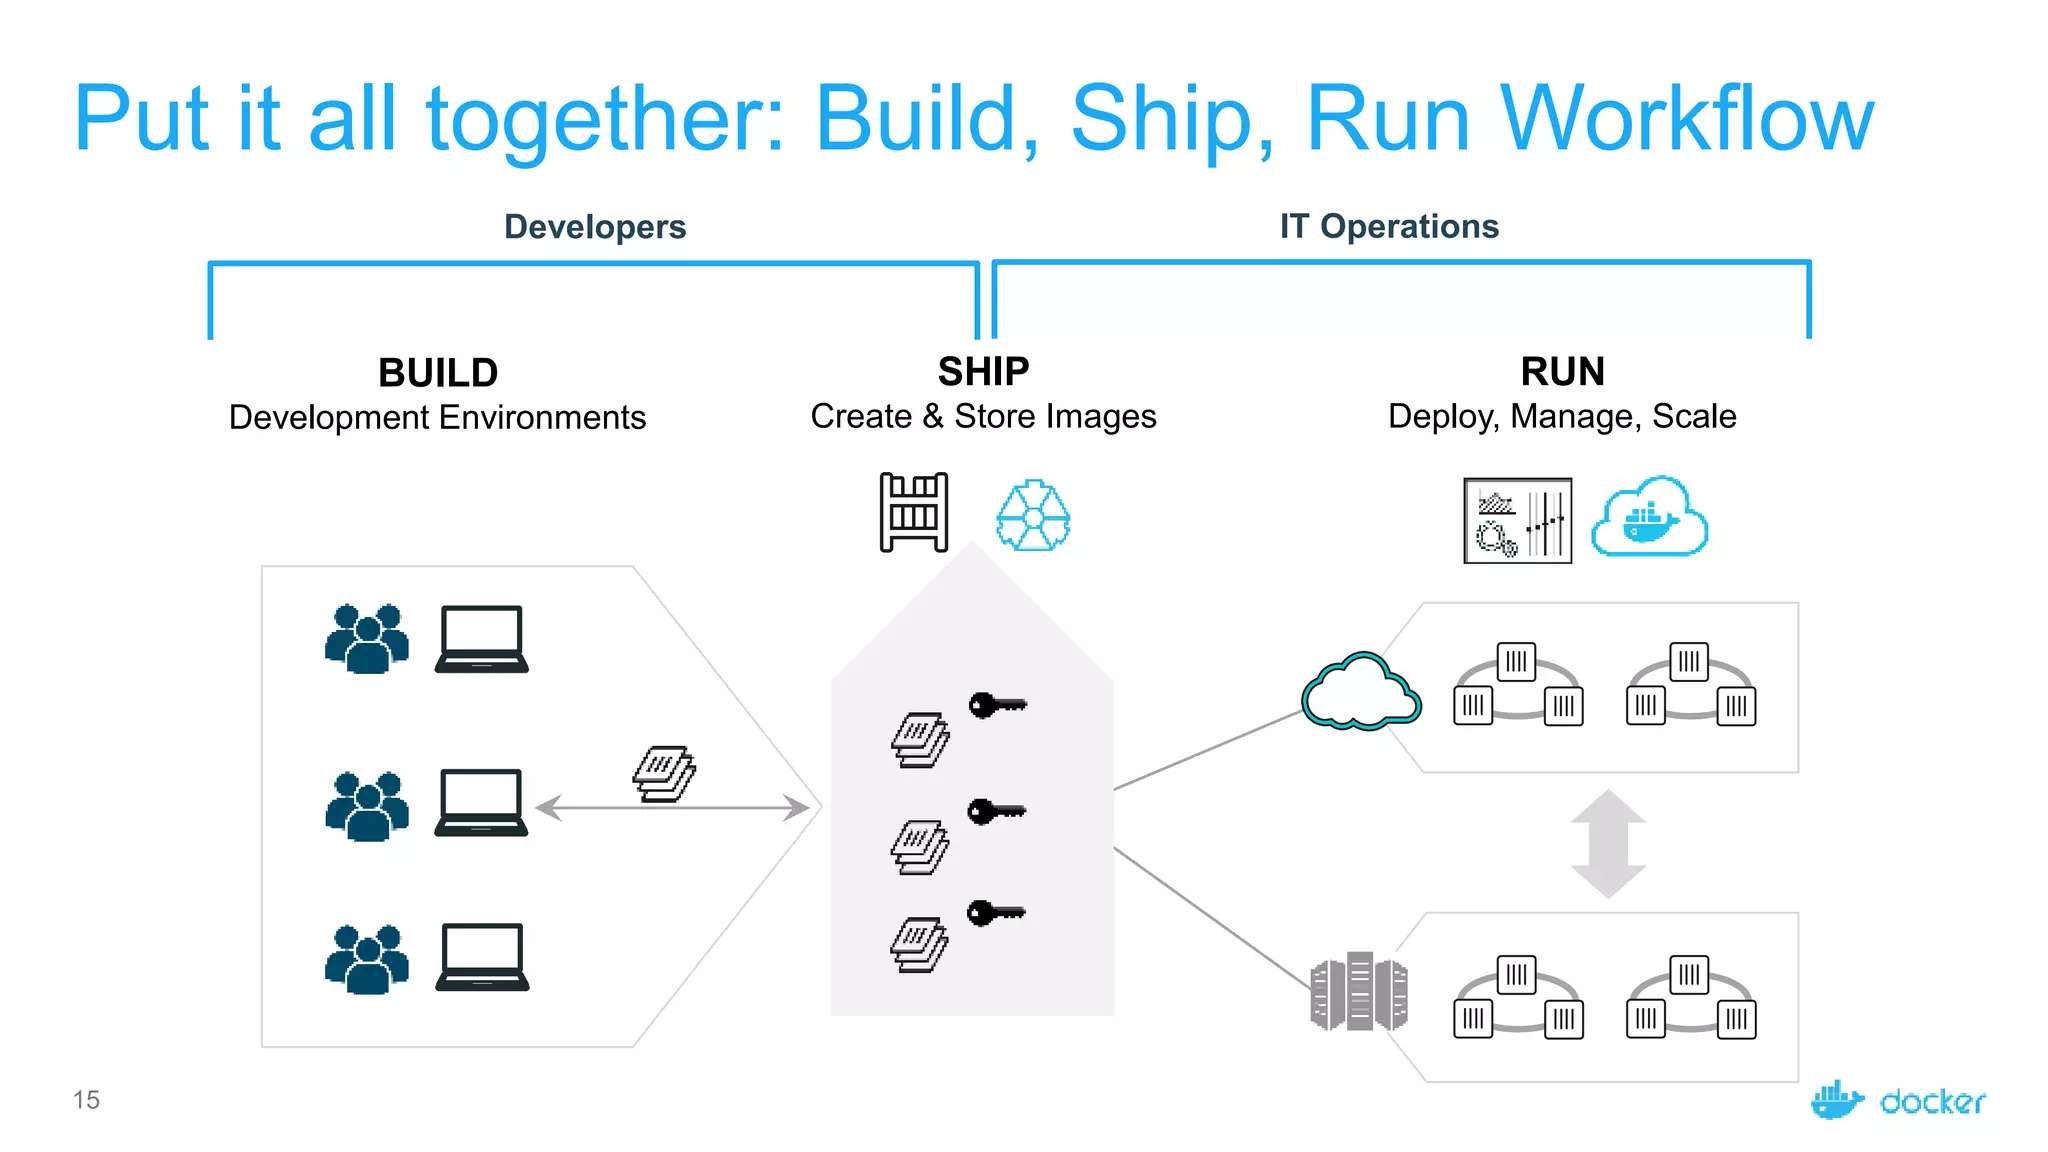 Put it all together: Build, Ship, Run Workflow
Developers
IT Operations
BUILD
Development Environments
SHIP
Create & Store Images
RUN
Deploy, Manage, Scale
15
docker